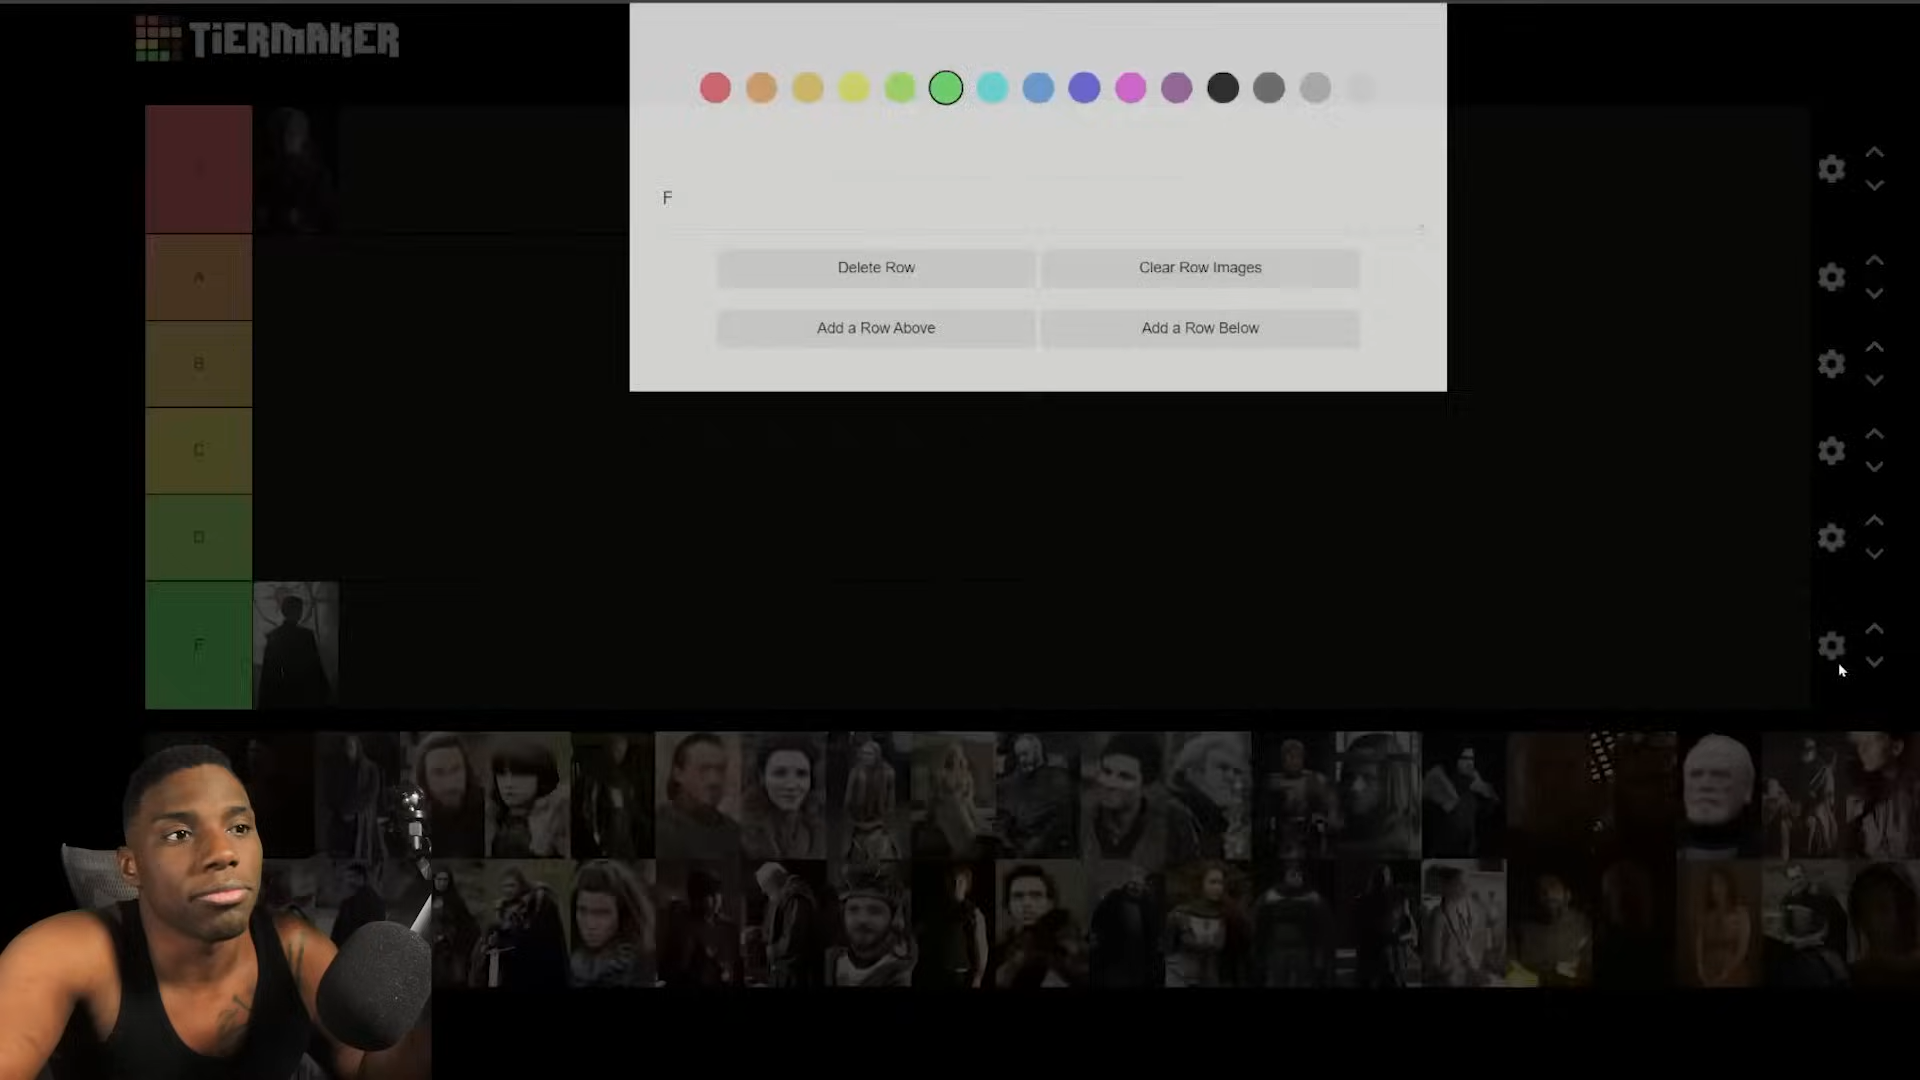 TiERMAKER
F
Delete Row
Clear Row Images
Add a Row Above
Add a Row Below
A
B
C
D
F